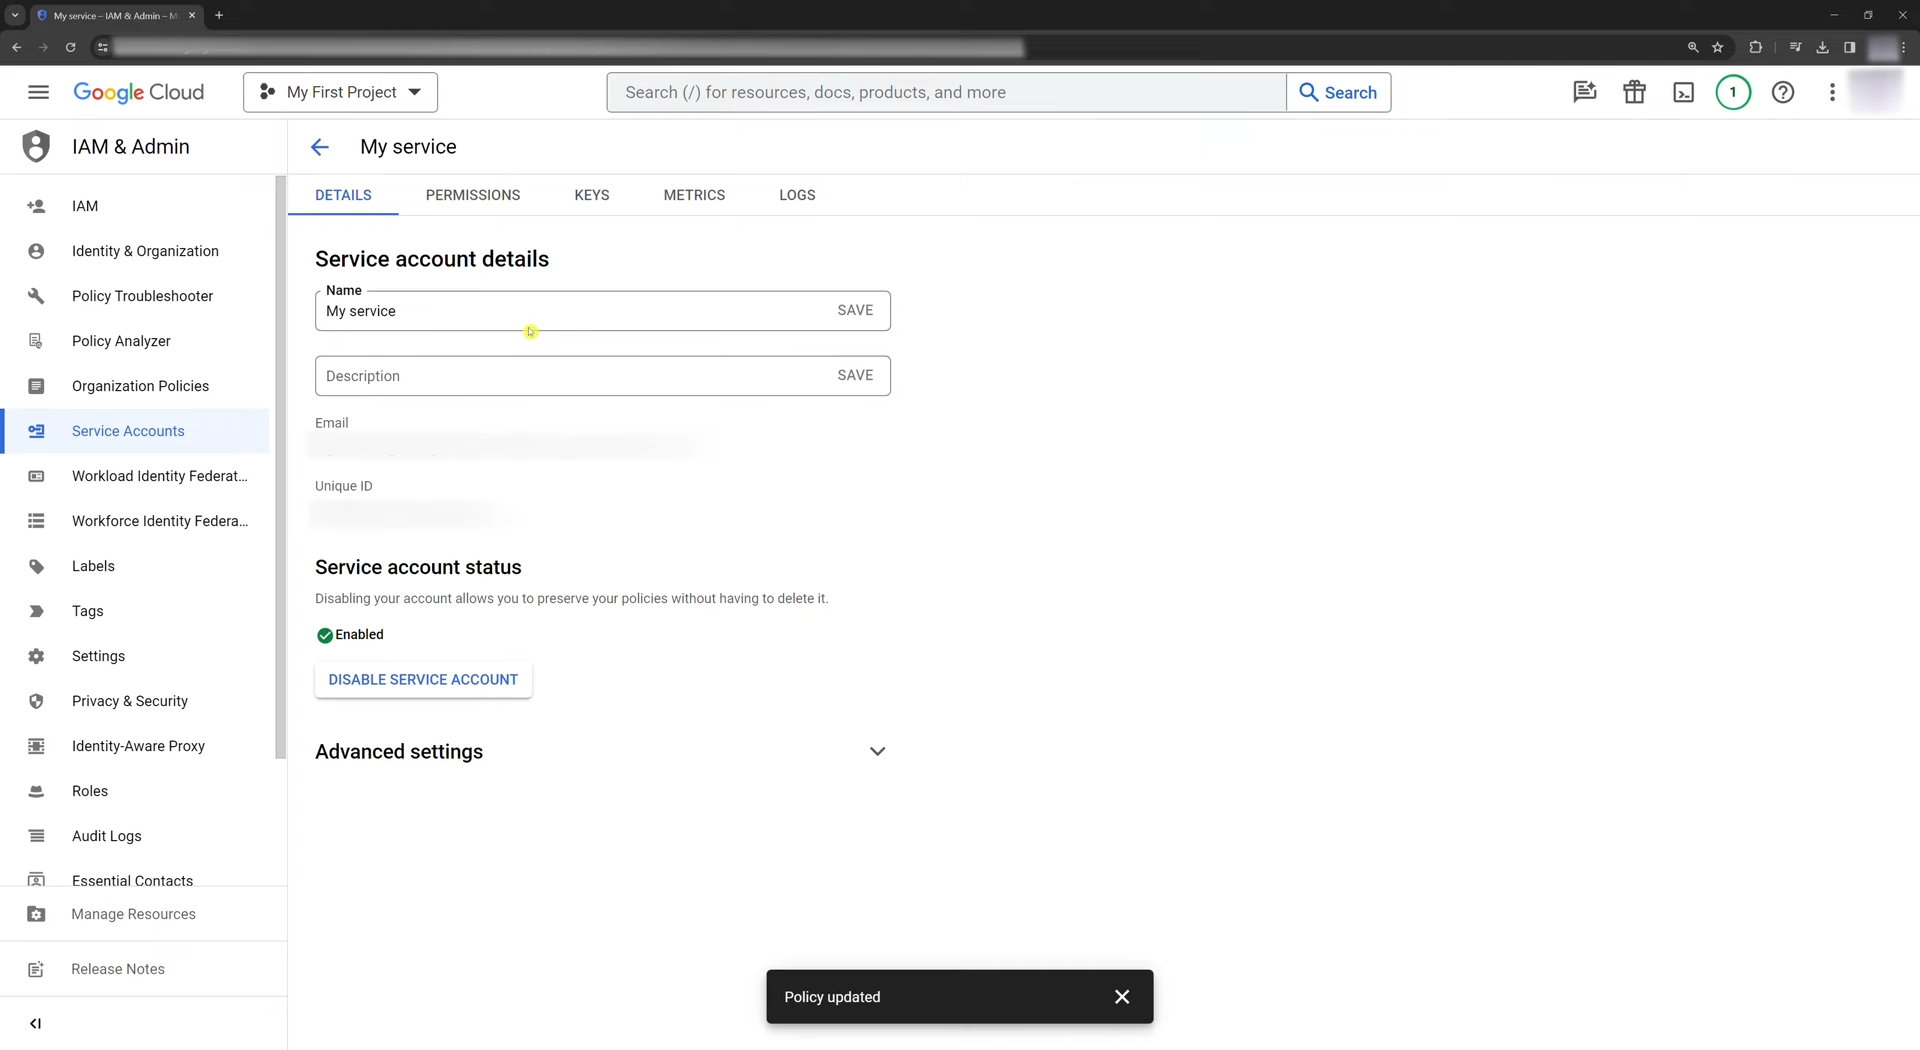 My service – IAM & Admin – M
Google Cloud
My First Project
Search (/) for resources, docs, products, and more
Search
1
IAM & Admin
My service
DETAILS
PERMISSIONS
KEYS
METRICS
LOGS
IAM
Identity & Organization
Policy Troubleshooter
Policy Analyzer
Organization Policies
Service Accounts
Workload Identity Federat...
Workforce Identity Federa...
Labels
Tags
Settings
Privacy & Security
Identity-Aware Proxy
Roles
Audit Logs
Essential Contacts
Manage Resources
Release Notes
Service account details
Name
My service
SAVE
Description
SAVE
Email
Unique ID
Service account status
Disabling your account allows you to preserve your policies without having to delete it.
Enabled
DISABLE SERVICE ACCOUNT
Advanced settings
Policy updated